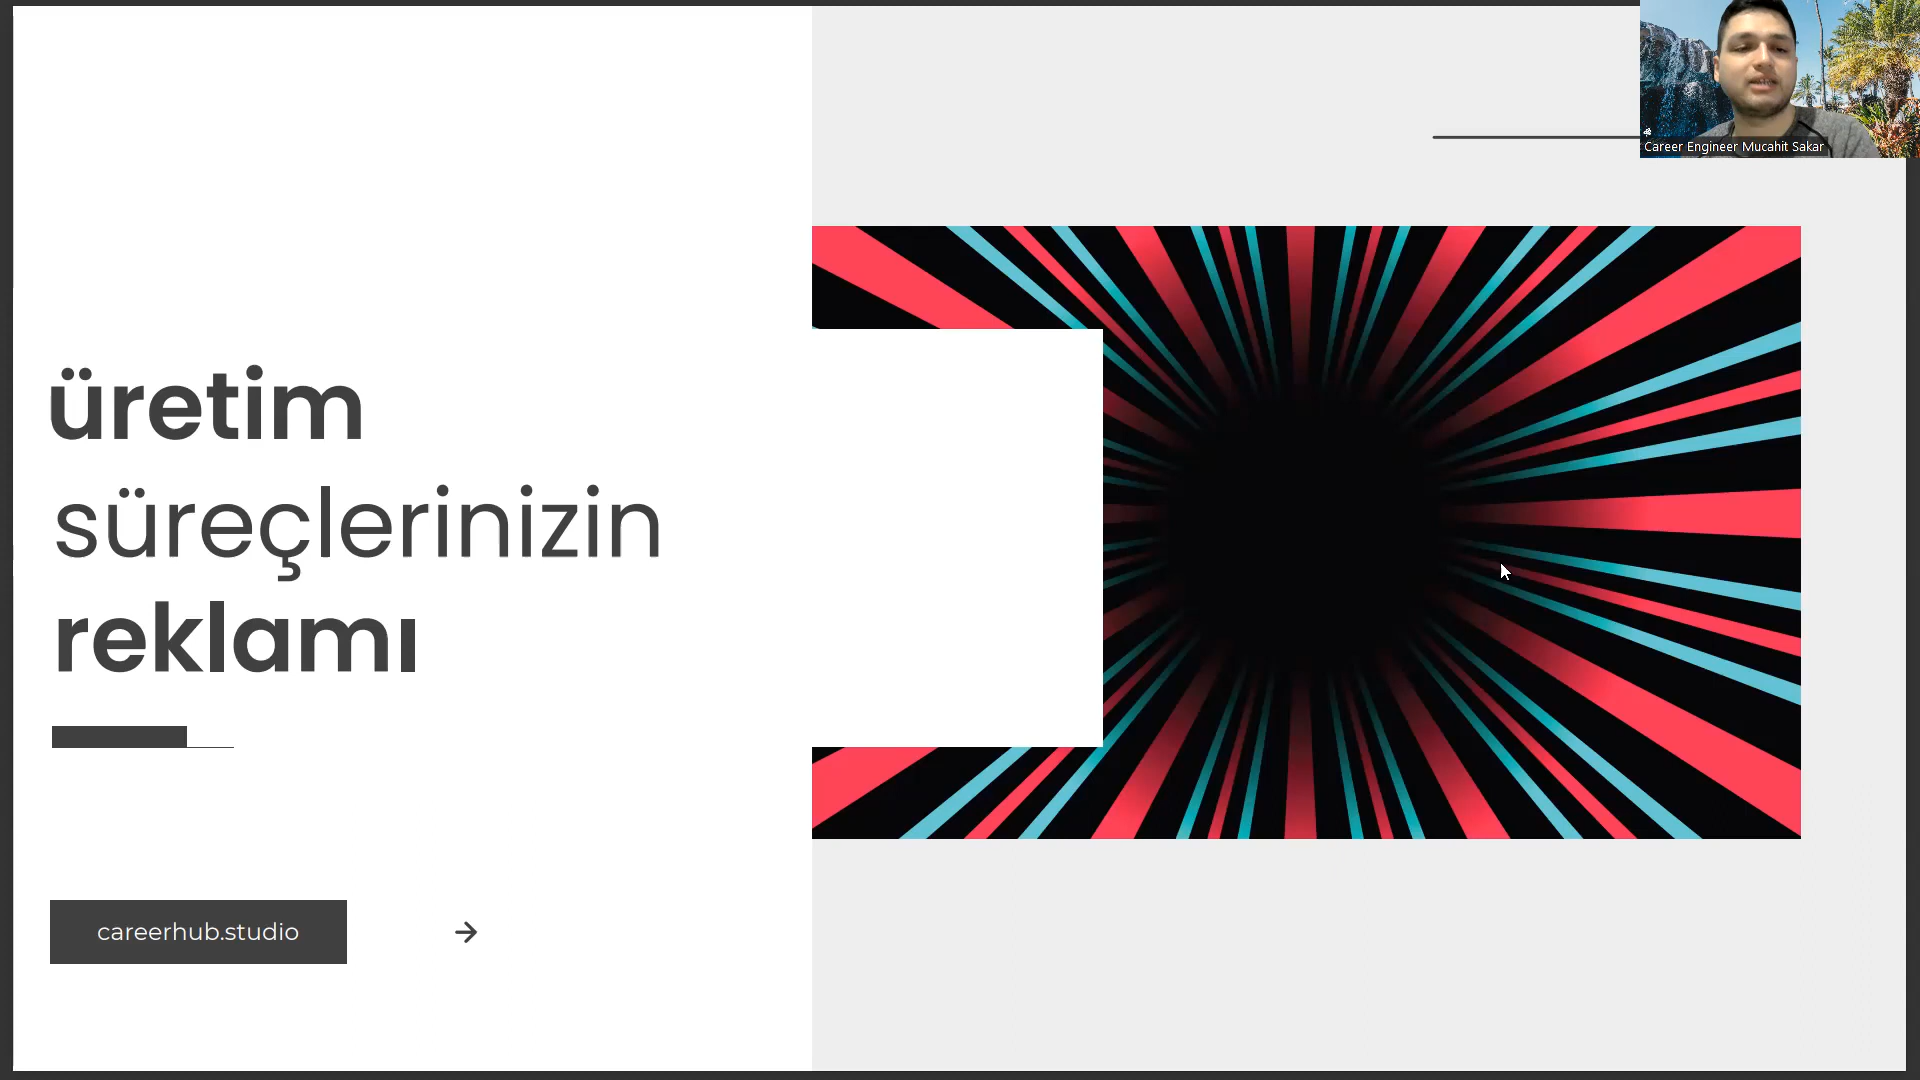 Career Engineer Mucahit Sakar
üretim
süreçlerinizin
reklamı
careerhub.studio